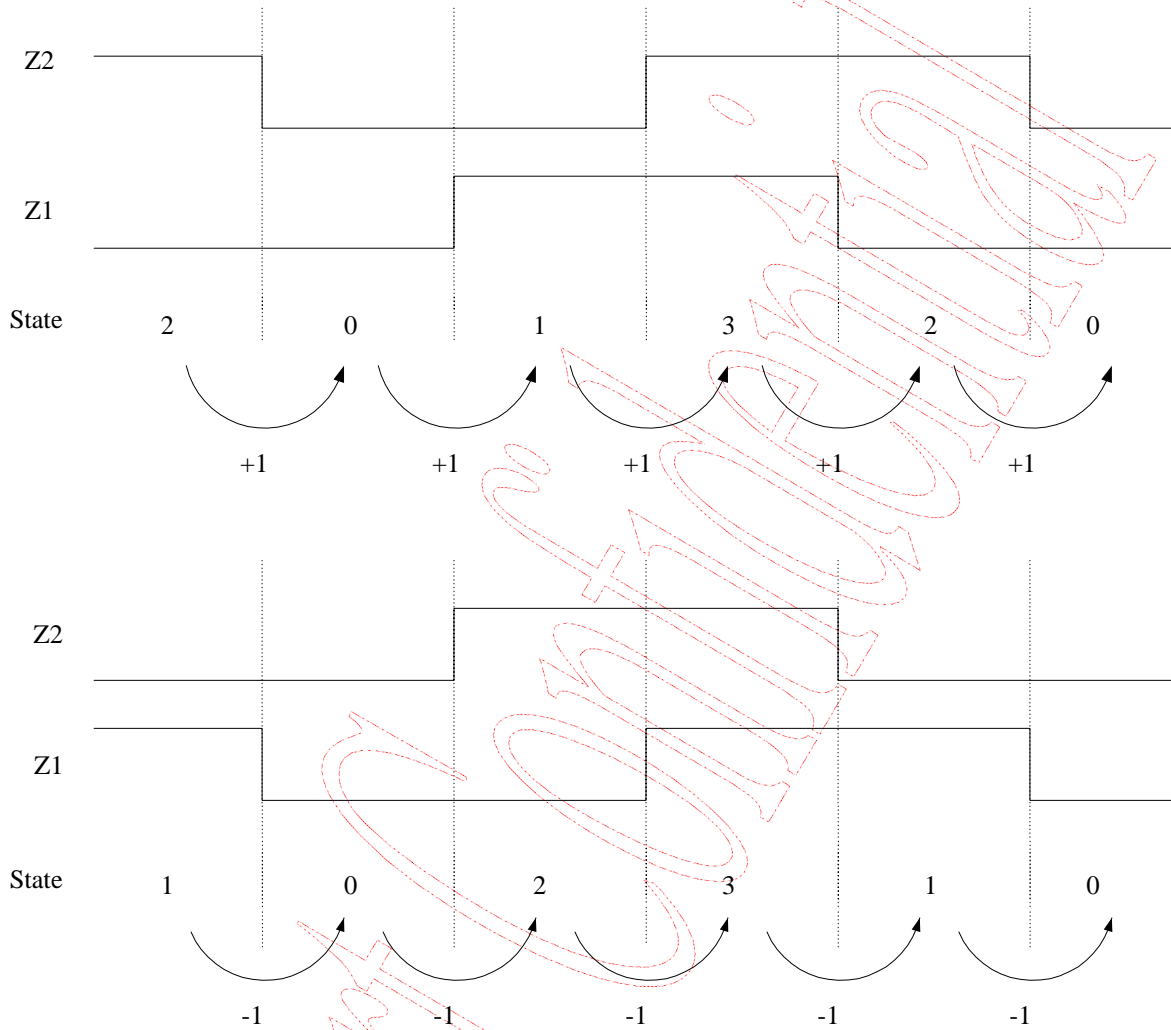 Z2
Z1
State 2 0 1 3 2 0
+1 +1 +1 +1 +1
Z2
Z1
State 1 0 2 3 1 0
-1 -1 -1 -1 -1
Confidential